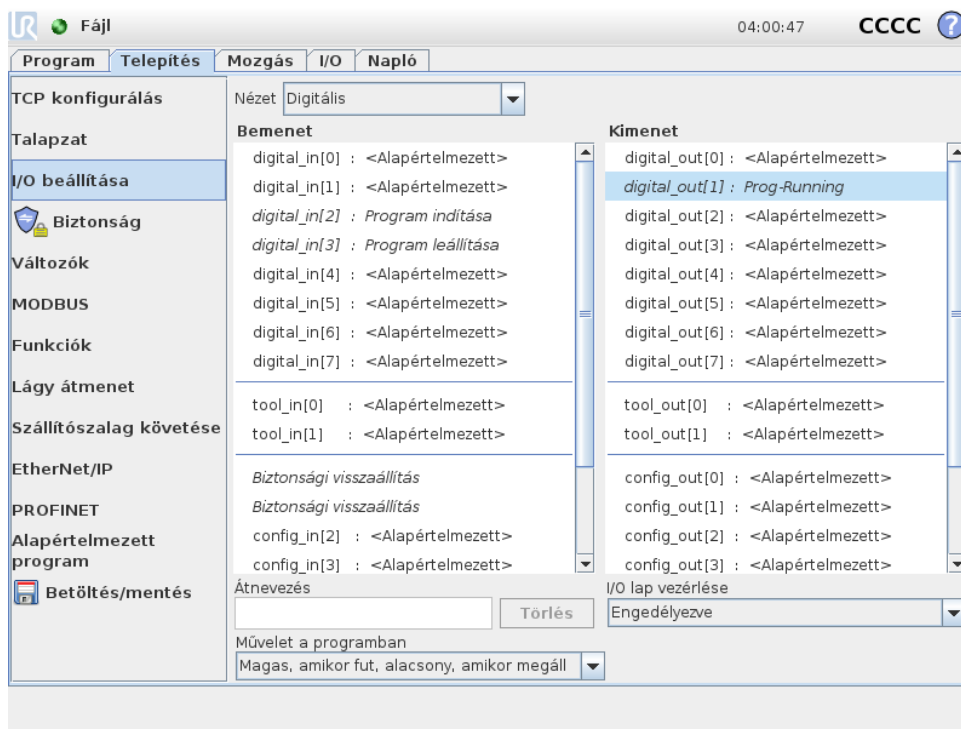 UR Fájl 04:00:47 CCCC ?
Program Telepítés Mozgás I/O Napló
TCP konfigurálás
Talapzat
I/O beállítása
Biztonság
Változók
MODBUS
Funkciók
Lágy átmenet
Szállítószalag követése
EtherNet/IP
PROFINET
Alapértelmezett
program
Betöltés/mentés
Nézet Digitális
Bemenet
digital_in[0] : <Alapértelmezett>
digital_in[1] : <Alapértelmezett>
digital_in[2] : Program indítása
digital_in[3] : Program leállítása
digital_in[4] : <Alapértelmezett>
digital_in[5] : <Alapértelmezett>
digital_in[6] : <Alapértelmezett>
digital_in[7] : <Alapértelmezett>
tool_in[0] : <Alapértelmezett>
tool_in[1] : <Alapértelmezett>
Biztonsági visszaállítás
Biztonsági visszaállítás
config_in[2] : <Alapértelmezett>
config_in[3] : <Alapértelmezett>
Kimenet
digital_out[0] : <Alapértelmezett>
digital_out[1] : Prog-Running
digital_out[2] : <Alapértelmezett>
digital_out[3] : <Alapértelmezett>
digital_out[4] : <Alapértelmezett>
digital_out[5] : <Alapértelmezett>
digital_out[6] : <Alapértelmezett>
digital_out[7] : <Alapértelmezett>
tool_out[0] : <Alapértelmezett>
tool_out[1] : <Alapértelmezett>
config_out[0] : <Alapértelmezett>
config_out[1] : <Alapértelmezett>
config_out[2] : <Alapértelmezett>
config_out[3] : <Alapértelmezett>
Átnevezés
Törlés
I/O lap vezérlése
Engedélyezve
Művelet a programban
Magas, amikor fut, alacsony, amikor megáll